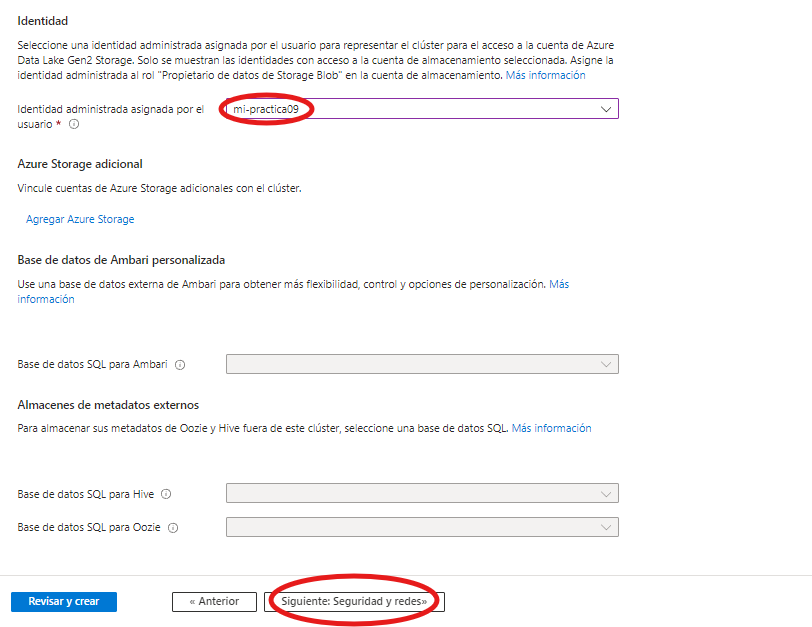 Identidad
Seleccione una identidad administrada asignada por el usuario para representar el clúster para el acceso a la cuenta de Azure
Data Lake Gen2 Storage. Solo se muestran las identidades con acceso a la cuenta de almacenamiento seleccionada. Asigne la
identidad administrada al rol "Propietario de datos de Storage Blob" en la cuenta de almacenamiento. Más información
Identidad administrada asignada por el
usuario *
mi-practica09
Azure Storage adicional
Vincule cuentas de Azure Storage adicionales con el clúster.
Agregar Azure Storage
Base de datos de Ambari personalizada
Use una base de datos externa de Ambari para obtener más flexibilidad, control y opciones de personalización. Más
información
Base de datos SQL para Ambari
Almacenes de metadatos externos
Para almacenar sus metadatos de Oozie y Hive fuera de este clúster, seleccione una base de datos SQL. Más información
Base de datos SQL para Hive
Base de datos SQL para Oozie
Revisar y crear
« Anterior
Siguiente: Seguridad y redes»